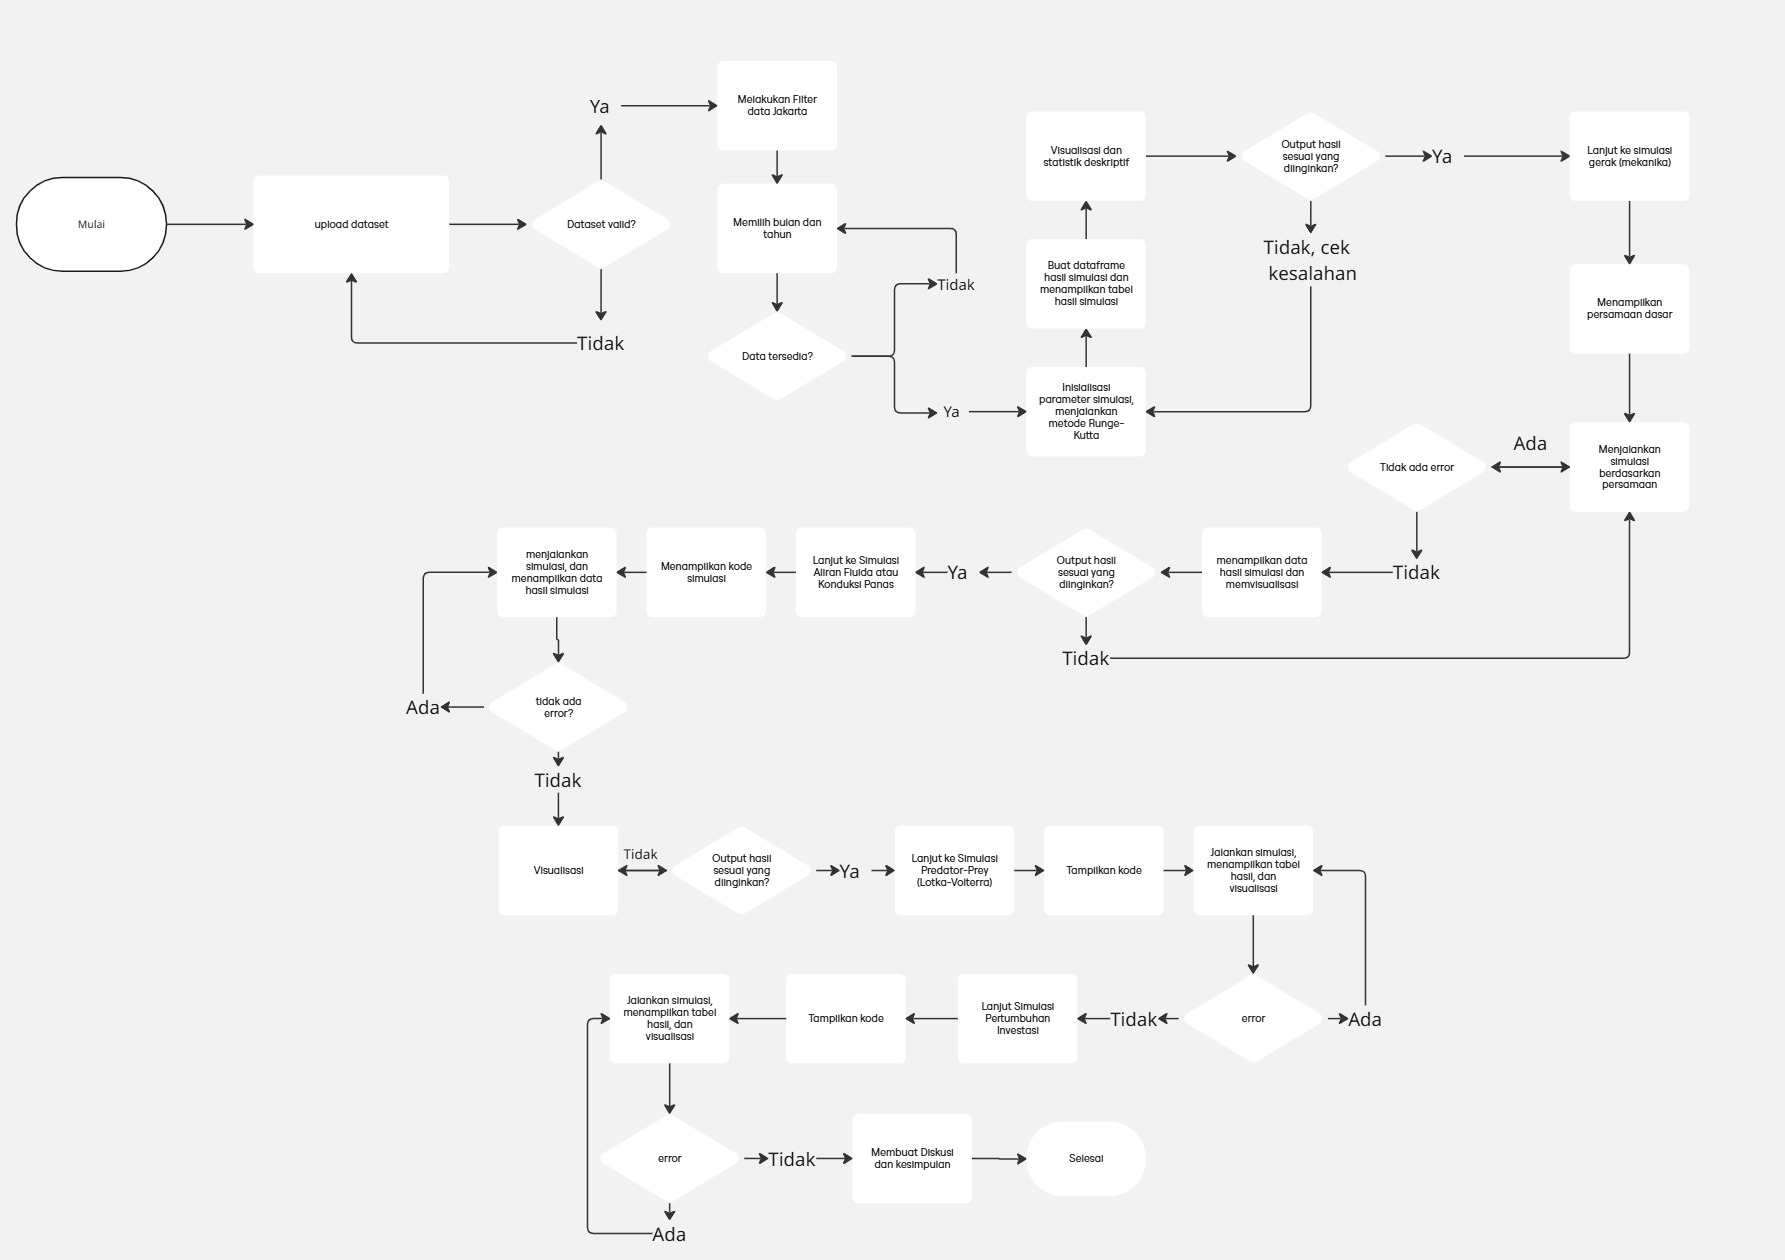 Mulai
upload dataset
Dataset valid?
Ya
Tidak
Melakukan Filter
data Jakarta
Memilih bulan dan
tahun
Data tersedia?
Tidak
Ya
Inisialisasi
parameter simulasi,
menjalankan
metode Runge-
Kutta
Buat dataframe
hasil simulasi dan
menampilkan tabel
hasil simulasi
Visualisasi dan
statistik deskriptif
Output hasil
sesuai yang
diinginkan?
Tidak, cek
kesalahan
Ya
Lanjut ke simulasi
gerak (mekanika)
Menampilkan
persamaan dasar
Menjalankan
simulasi
berdasarkan
persamaan
Ada
Tidak ada error
Tidak
menampilkan data
hasil simulasi dan
memvisualisasi
Output hasil
sesuai yang
diinginkan?
Tidak
Ya
Lanjut ke Simulasi
Aliran Fluida atau
Konduksi Panas
Menampilkan kode
simulasi
menjalankan
simulasi, dan
menampilkan data
hasil simulasi
tidak ada
error?
Ada
Tidak
Visualisasi
Tidak
Output hasil
sesuai yang
diinginkan?
Ya
Lanjut ke Simulasi
Predator-Prey
(Lotka-Volterra)
Tampilkan kode
Jalankan simulasi,
menampilkan tabel
hasil, dan
visualisasi
error
Ada
Tidak
Lanjut Simulasi
Pertumbuhan
Investasi
Tampilkan kode
Jalankan simulasi,
menampilkan tabel
hasil, dan
visualisasi
error
Ada
Tidak
Membuat Diskusi
dan kesimpulan
Selesai